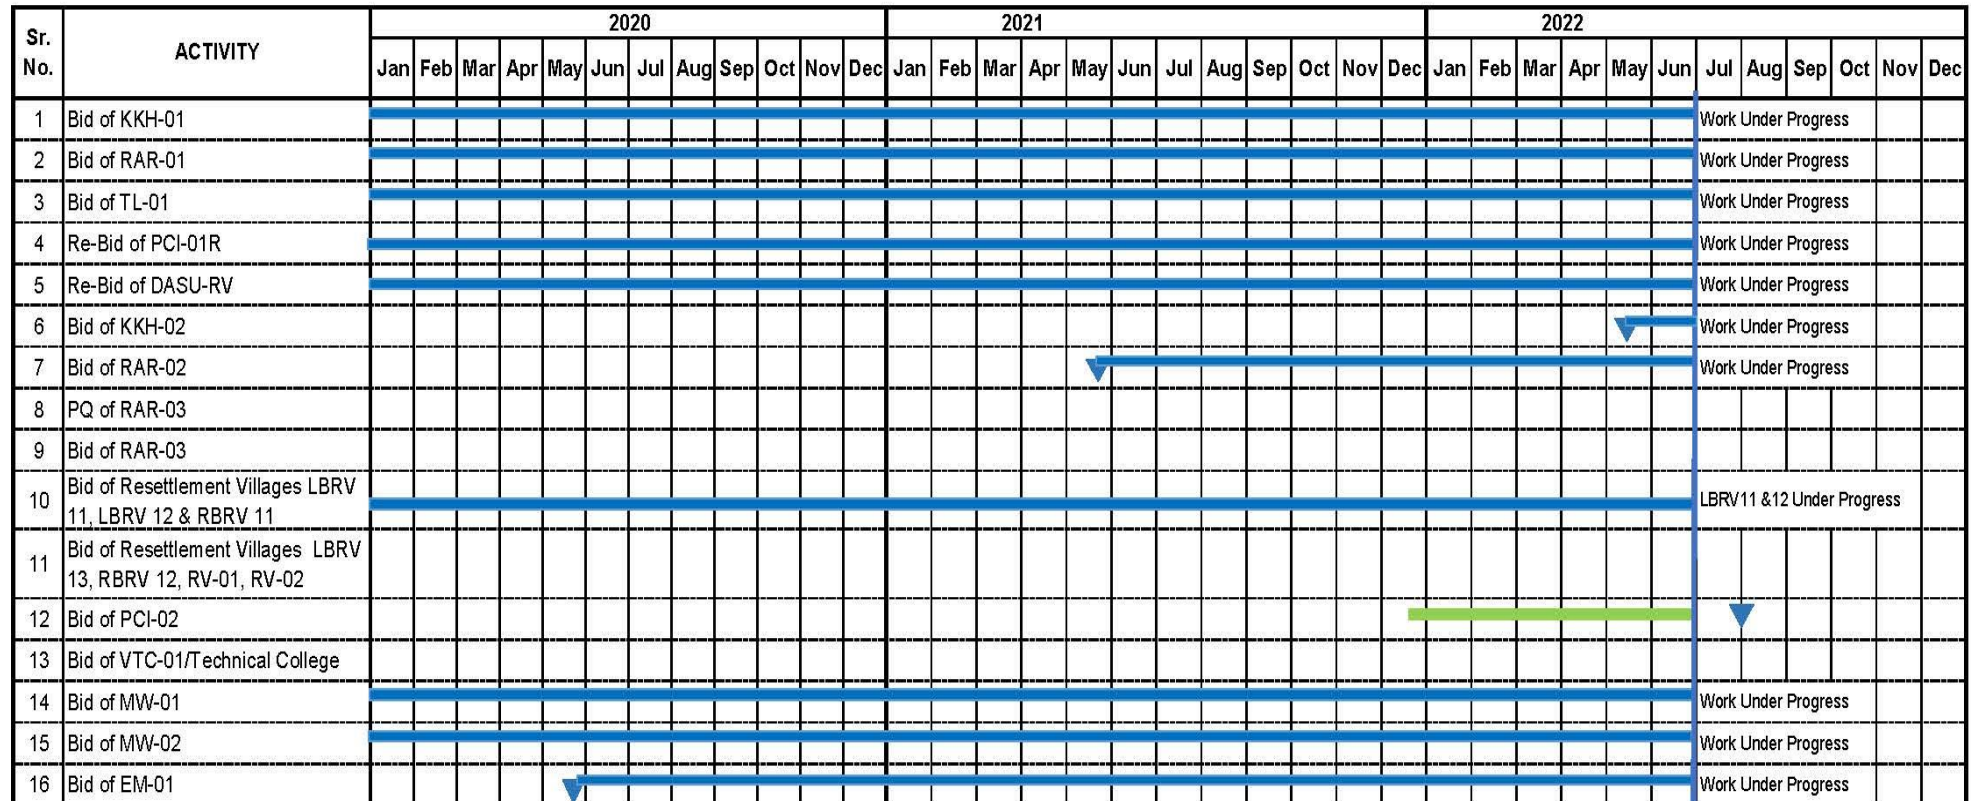 Sr. No. ACTIVITY 2020 2021 2022
Jan Feb Mar Apr May Jun Jul Aug Sep Oct Nov Dec Jan Feb Mar Apr May Jun Jul Aug Sep Oct Nov Dec Jan Feb Mar Apr May Jun Jul Aug Sep Oct Nov Dec
1 Bid of KKH-01 Work Under Progress
2 Bid of RAR-01 Work Under Progress
3 Bid of TL-01 Work Under Progress
4 Re-Bid of PCI-01R Work Under Progress
5 Re-Bid of DASU-RV Work Under Progress
6 Bid of KKH-02 Work Under Progress
7 Bid of RAR-02 Work Under Progress
8 PQ of RAR-03
9 Bid of RAR-03
10 Bid of Resettlement Villages LBRV
11, LBRV 12 & RBRV 11 LBRV11 &12 Under Progress
11 Bid of Resettlement Villages LBRV
13, RBRV 12, RV-01, RV-02
12 Bid of PCI-02
13 Bid of VTC-01/Technical College
14 Bid of MW-01 Work Under Progress
15 Bid of MW-02 Work Under Progress
16 Bid of EM-01 Work Under Progress